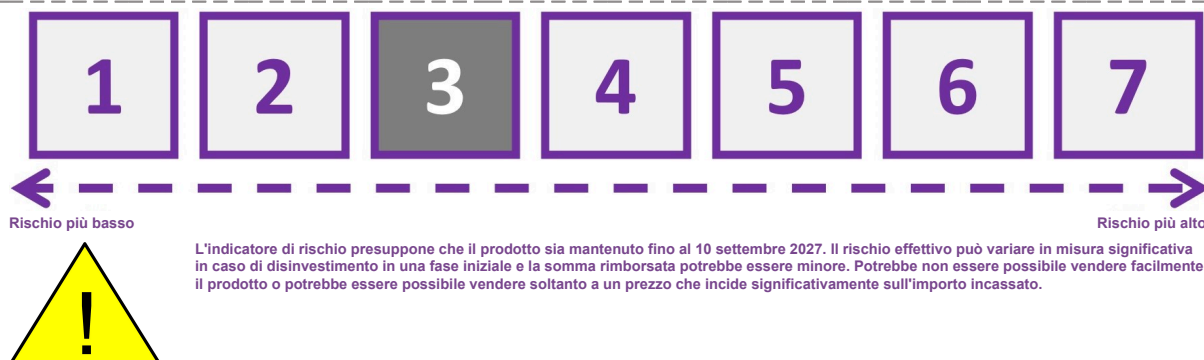 1 2 3 4 5 6 7
Rischio più basso Rischio più alto
L'indicatore di rischio presuppone che il prodotto sia mantenuto fino al 10 settembre 2027. Il rischio effettivo può variare in misura significativa
in caso di disinvestimento in una fase iniziale e la somma rimborsata potrebbe essere minore. Potrebbe non essere possibile vendere facilmente
il prodotto o potrebbe essere possibile vendere soltanto a un prezzo che incide significativamente sull'importo incassato.
!